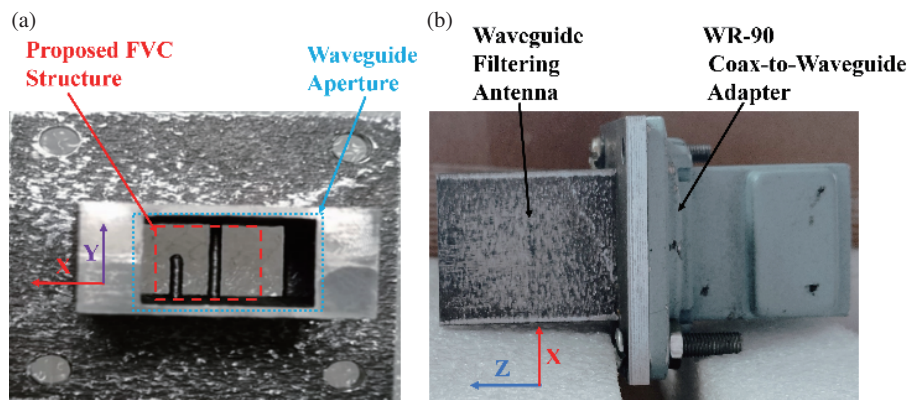 (a)
Proposed FVC
Structure
Waveguide
Aperture
Y
X
(b)
Waveguide
Filtering
Antenna
WR-90
Coax-to-Waveguide
Adapter
X
Z